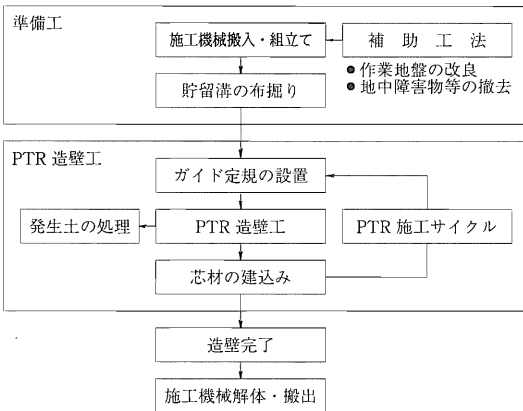 準備工
施工機械搬入・組立て
補助工法
●作業地盤の改良
●地中障害物等の撤去
貯留溝の布掘り
PTR 造壁工
ガイド定規の設置
発生土の処理
PTR 造壁工
PTR 施工サイクル
芯材の建込み
造壁完了
施工機械解体・搬出